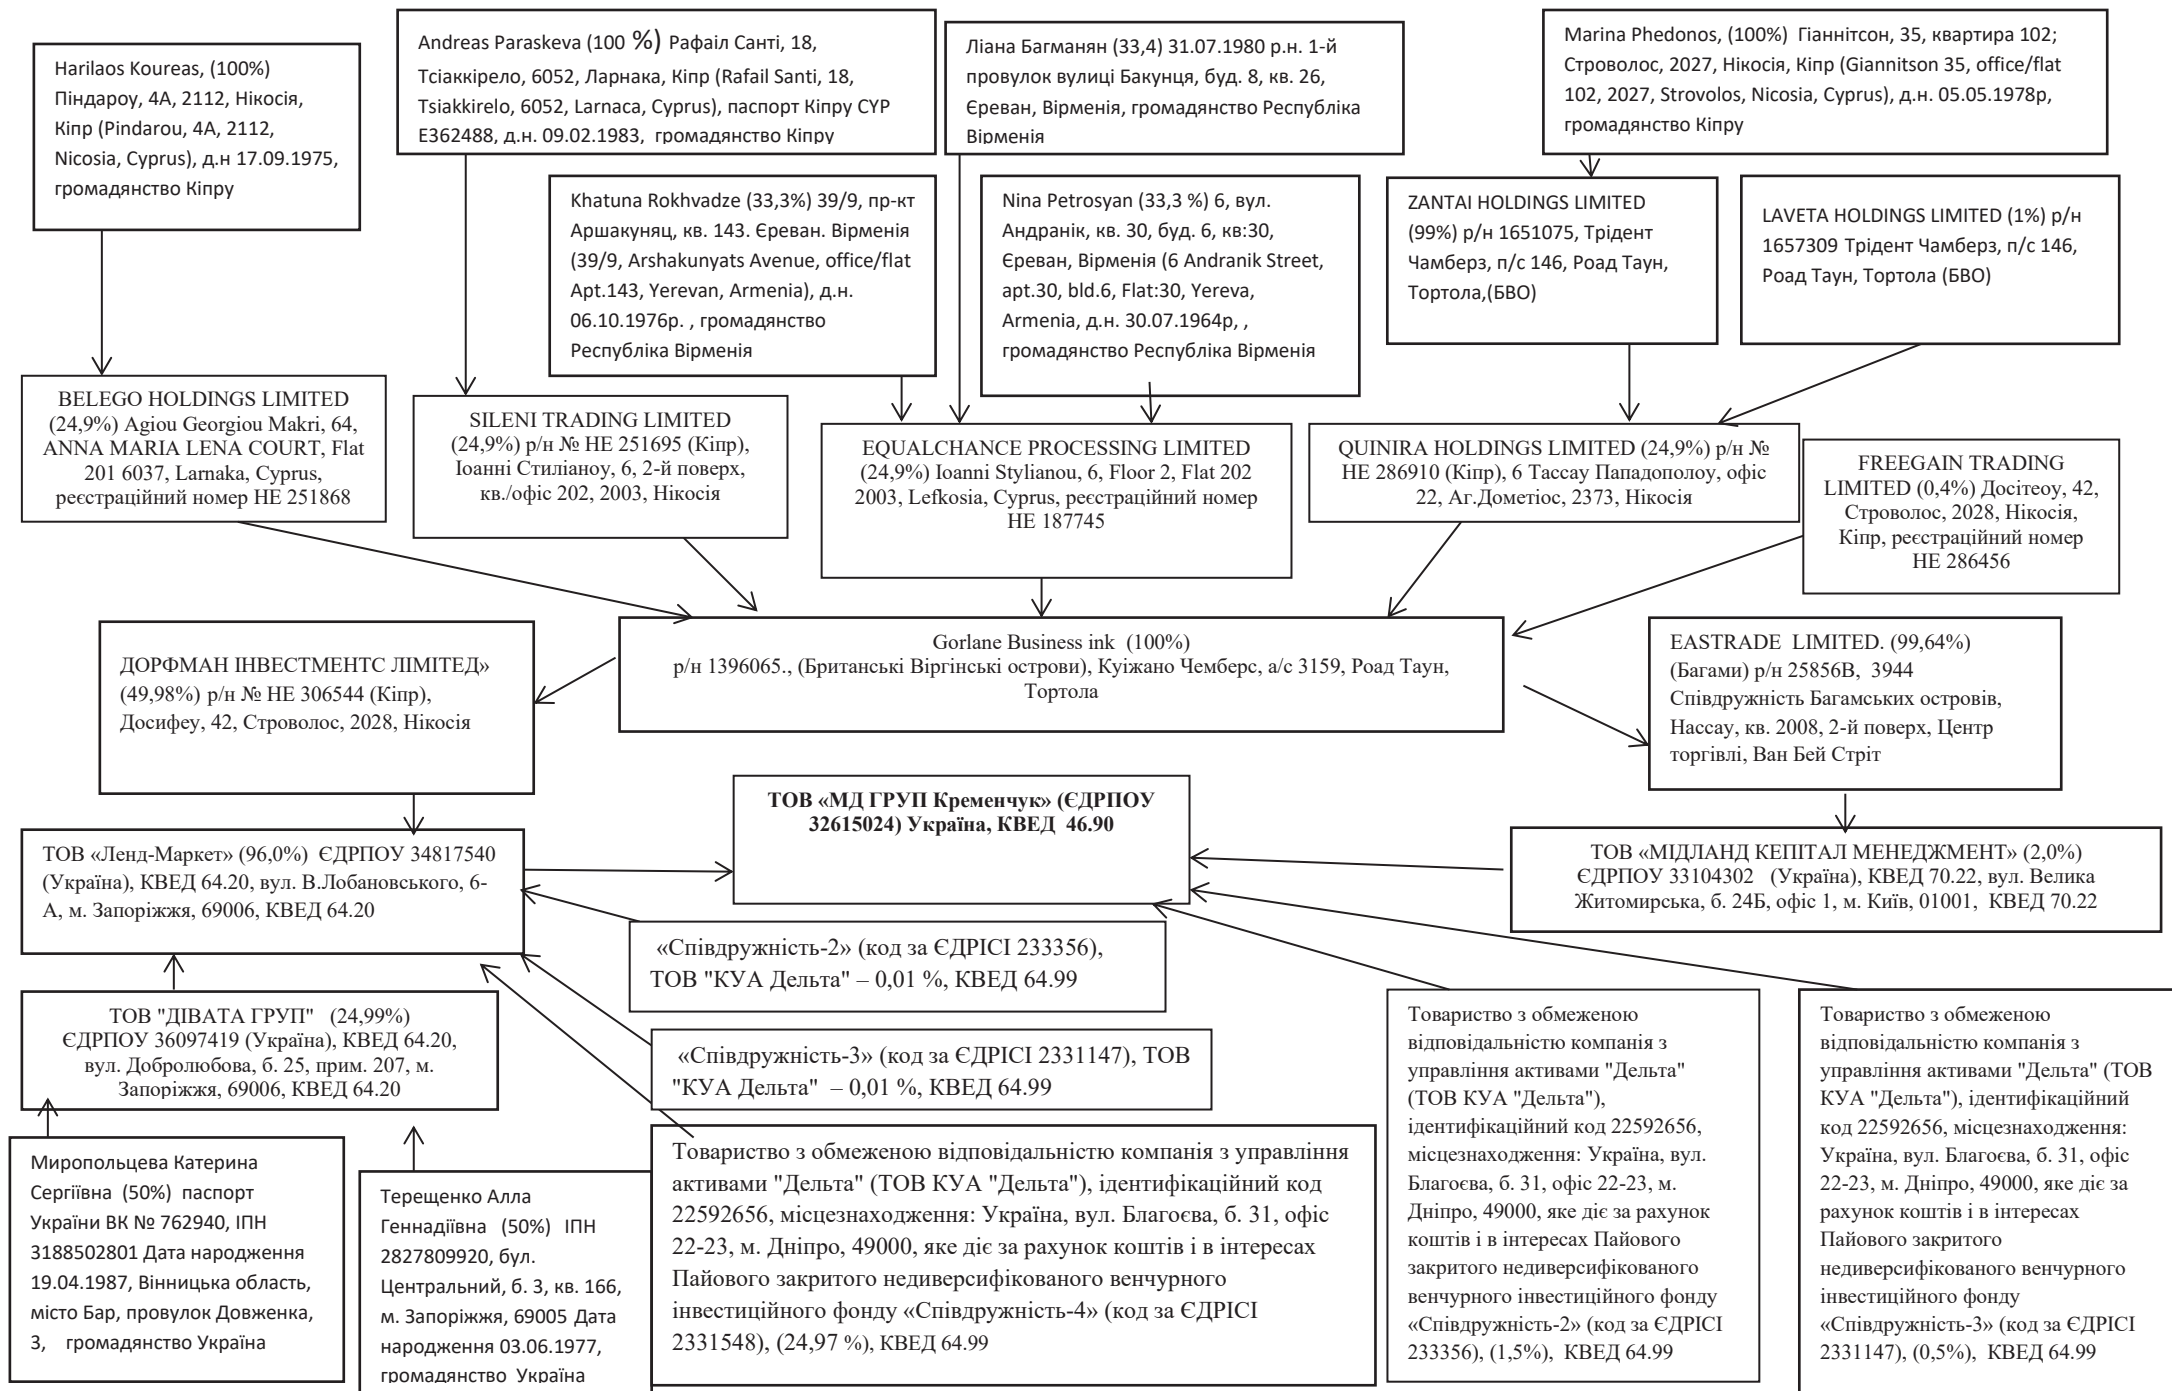 Harilaos Koureas, (100%)
Піндароу, 4А, 2112, Нікосія,
Кіпр (Pindarou, 4A, 2112,
Nicosia, Cyprus), д.н 17.09.1975,
громадянство Кіпру
Andreas Paraskeva (100 %) Рафаіл Санті, 18,
Тсіаккірело, 6052, Ларнака, Кіпр (Rafail Santi, 18,
Tsiakkirelo, 6052, Larnaca, Cyprus), паспорт Кіпру CYP
E362488, д.н. 09.02.1983, громадянство Кіпру
Ліана Багманян (33,4) 31.07.1980 р.н. 1-й
провулок вулиці Бакунця, буд. 8, кв. 26,
Єреван, Вірменія, громадянство Республіка
Вірменія
Marina Phedonos, (100%) Гіаннітсон, 35, квартира 102;
Строволос, 2027, Нікосія, Кіпр (Giannitson 35, office/flat
102, 2027, Strovolos, Nicosia, Cyprus), д.н. 05.05.1978р,
громадянство Кіпру
Khatuna Rokhvadze (33,3%) 39/9, пр-кт
Аршакуняц, кв. 143. Єреван. Вірменія
(39/9, Arshakunyats Avenue, office/flat
Apt.143, Yerevan, Armenia), д.н.
06.10.1976р. , громадянство
Республіка Вірменія
Nina Petrosyan (33,3 %) 6, вул.
Андранік, кв. 30, буд. 6, кв:30,
Єреван, Вірменія (6 Andranik Street,
apt.30, bld.6, Flat:30, Yereva,
Armenia, д.н. 30.07.1964р, ,
громадянство Республіка Вірменія
ZANTAI HOLDINGS LIMITED
(99%) р/н 1651075, Трідент
Чамберз, п/с 146, Роад Таун,
Тортола,(БВО)
LAVETA HOLDINGS LIMITED (1%) р/н
1657309 Трідент Чамберз, п/с 146,
Роад Таун, Тортола (БВО)
BELEGO HOLDINGS LIMITED
(24,9%) Agiou Georgiou Makri, 64,
ANNA MARIA LENA COURT, Flat
201 6037, Larnaka, Cyprus,
реєстраційний номер НЕ 251868
SILENI TRADING LIMITED
(24,9%) р/н № НЕ 251695 (Кіпр),
Іоанні Стиліаноу, 6, 2-й поверх,
кв./офіс 202, 2003, Нікосія
EQUALCHANCE PROCESSING LIMITED
(24,9%) Ioanni Stylianou, 6, Floor 2, Flat 202
2003, Lefkosia, Cyprus, реєстраційний номер
НЕ 187745
QUINIRA HOLDINGS LIMITED (24,9%) р/н №
НЕ 286910 (Кіпр), 6 Тассау Пападополоу, офіс
22, Аг.Дометіос, 2373, Нікосія
FREEGAIN TRADING
LIMITED (0,4%) Досітеоу, 42,
Строволос, 2028, Нікосія,
Кіпр, реєстраційний номер
НЕ 286456
ДОРФМАН ІНВЕСТМЕНТС ЛІМІТЕД»
(49,98%) р/н № НЕ 306544 (Кіпр),
Досифеу, 42, Строволос, 2028, Нікосія
Gorlane Business ink (100%)
р/н 1396065., (Британські Віргінські острови), Куіжано Чемберс, а/с 3159, Роад Таун,
Тортола
EASTRADE LIMITED. (99,64%)
(Багами) р/н 25856В, 3944
Співдружність Багамських островів,
Нассау, кв. 2008, 2-й поверх, Центр
торгівлі, Ван Бей Стріт
ТОВ «МД ГРУП Кременчук» (ЄДРПОУ
32615024) Україна, КВЕД 46.90
ТОВ «Ленд-Маркет» (96,0%) ЄДРПОУ 34817540
(Україна), КВЕД 64.20, вул. В.Лобановського, 6-
А, м. Запоріжжя, 69006, КВЕД 64.20
ТОВ «МІДЛАНД КЕПІТАЛ МЕНЕДЖМЕНТ» (2,0%)
ЄДРПОУ 33104302 (Україна), КВЕД 70.22, вул. Велика
Житомирська, б. 24Б, офіс 1, м. Київ, 01001, КВЕД 70.22
«Співдружність-2» (код за ЄДРІСІ 233356),
ТОВ "КУА Дельта" – 0,01 %, КВЕД 64.99
ТОВ "ДІВАТА ГРУП" (24,99%)
ЄДРПОУ 36097419 (Україна), КВЕД 64.20,
вул. Добролюбова, б. 25, прим. 207, м.
Запоріжжя, 69006, КВЕД 64.20
«Співдружність-3» (код за ЄДРІСІ 2331147), ТОВ
"КУА Дельта" – 0,01 %, КВЕД 64.99
Миропольцева Катерина
Сергіївна (50%) паспорт
України ВК № 762940, ІПН
3188502801 Дата народження
19.04.1987, Вінницька область,
місто Бар, провулок Довженка,
3, громадянство Україна
Терещенко Алла
Геннадіївна (50%) ІПН
2827809920, бул.
Центральний, б. 3, кв. 166,
м. Запоріжжя, 69005 Дата
народження 03.06.1977,
громадянство Україна
Товариство з обмеженою відповідальністю компанія з управління
активами "Дельта" (ТОВ КУА "Дельта"), ідентифікаційний код
22592656, місцезнаходження: Україна, вул. Благоєва, б. 31, офіс
22-23, м. Дніпро, 49000, яке діє за рахунок коштів і в інтересах
Пайового закритого недиверсифікованого венчурного
інвестиційного фонду «Співдружність-4» (код за ЄДРІСІ
2331548), (24,97 %), КВЕД 64.99
Товариство з обмеженою
відповідальністю компанія з
управління активами "Дельта"
(ТОВ КУА "Дельта"),
ідентифікаційний код 22592656,
місцезнаходження: Україна, вул.
Благоєва, б. 31, офіс 22-23, м.
Дніпро, 49000, яке діє за рахунок
коштів і в інтересах Пайового
закритого недиверсифікованого
венчурного інвестиційного фонду
«Співдружність-2» (код за ЄДРІСІ
233356), (1,5%), КВЕД 64.99
Товариство з обмеженою
відповідальністю компанія з
управління активами "Дельта" (ТОВ
КУА "Дельта"), ідентифікаційний
код 22592656, місцезнаходження:
Україна, вул. Благоєва, б. 31, офіс
22-23, м. Дніпро, 49000, яке діє за
рахунок коштів і в інтересах
Пайового закритого
недиверсифікованого венчурного
інвестиційного фонду
«Співдружність-3» (код за ЄДРІСІ
2331147), (0,5%), КВЕД 64.99